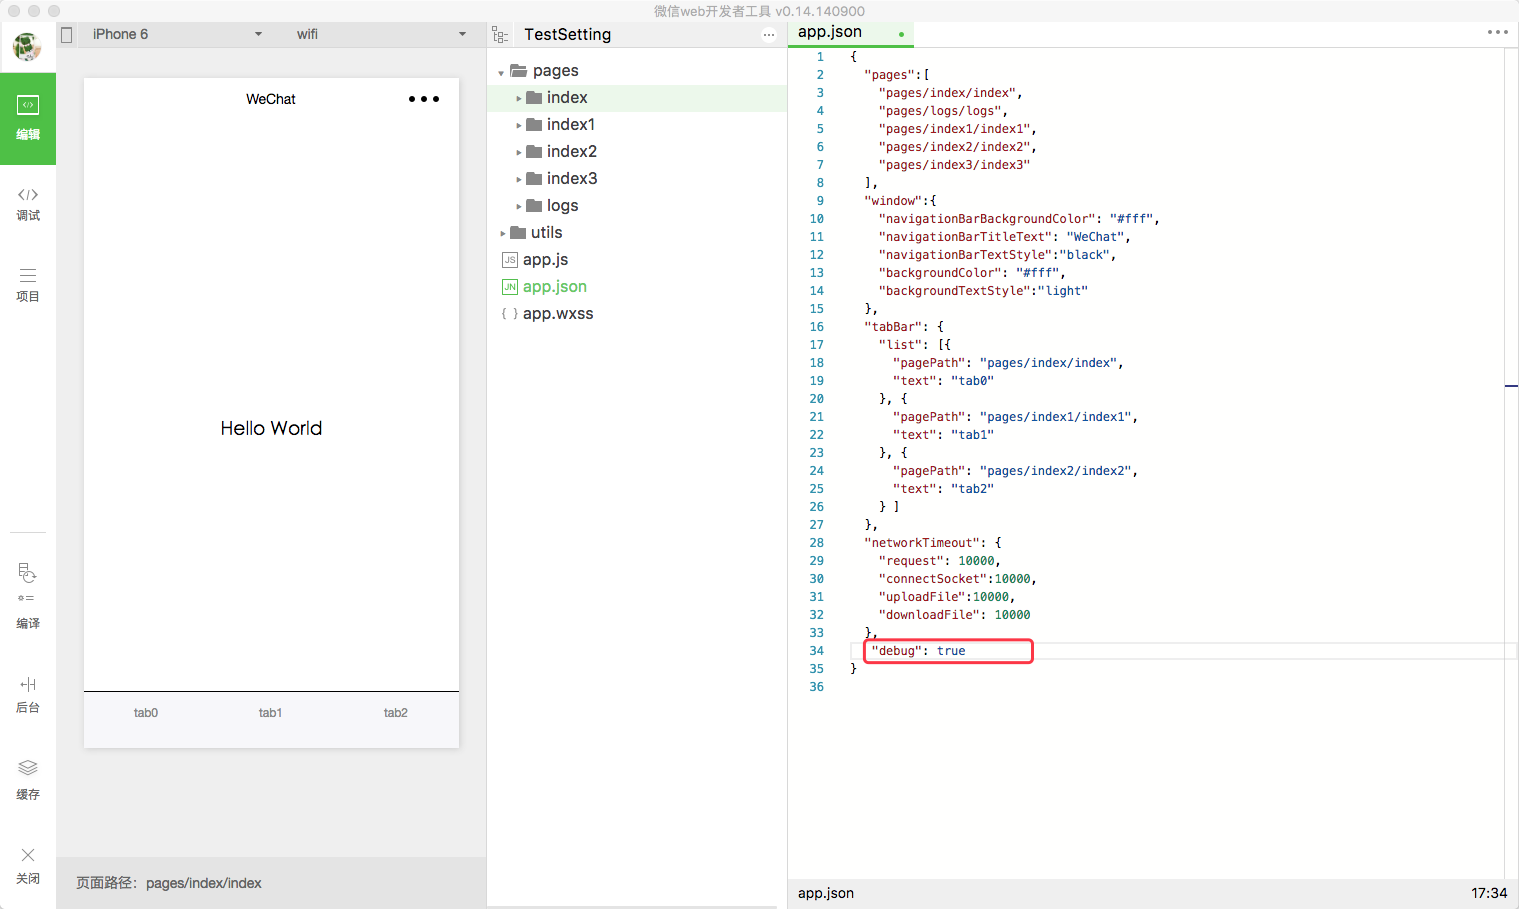 微信web开发者工具 v0.14.140900
iPhone 6
wifi
编辑
调试
项目
编译
后台
缓存
关闭
WeChat
Hello World
tab0
tab1
tab2
页面路径： pages/index/index
TestSetting
pages
index
index1
index2
index3
logs
utils
JS app.js
JN app.json
{ } app.wxss
app.json
1 {
2 "pages":[
3 "pages/index/index",
4 "pages/logs/logs",
5 "pages/index1/index1",
6 "pages/index2/index2",
7 "pages/index3/index3"
8 ],
9 "window":{
10 "navigationBarBackgroundColor": "#fff",
11 "navigationBarTitleText": "WeChat",
12 "navigationBarTextStyle":"black",
13 "backgroundColor": "#fff",
14 "backgroundTextStyle":"light"
15 },
16 "tabBar": {
17 "list": [{
18 "pagePath": "pages/index/index",
19 "text": "tab0"
20 }, {
21 "pagePath": "pages/index1/index1",
22 "text": "tab1"
23 }, {
24 "pagePath": "pages/index2/index2",
25 "text": "tab2"
26 } ]
27 },
28 "networkTimeout": {
29 "request": 10000,
30 "connectSocket":10000,
31 "uploadFile":10000,
32 "downloadFile": 10000
33 },
34 "debug": true
35 }
36
app.json
17:34